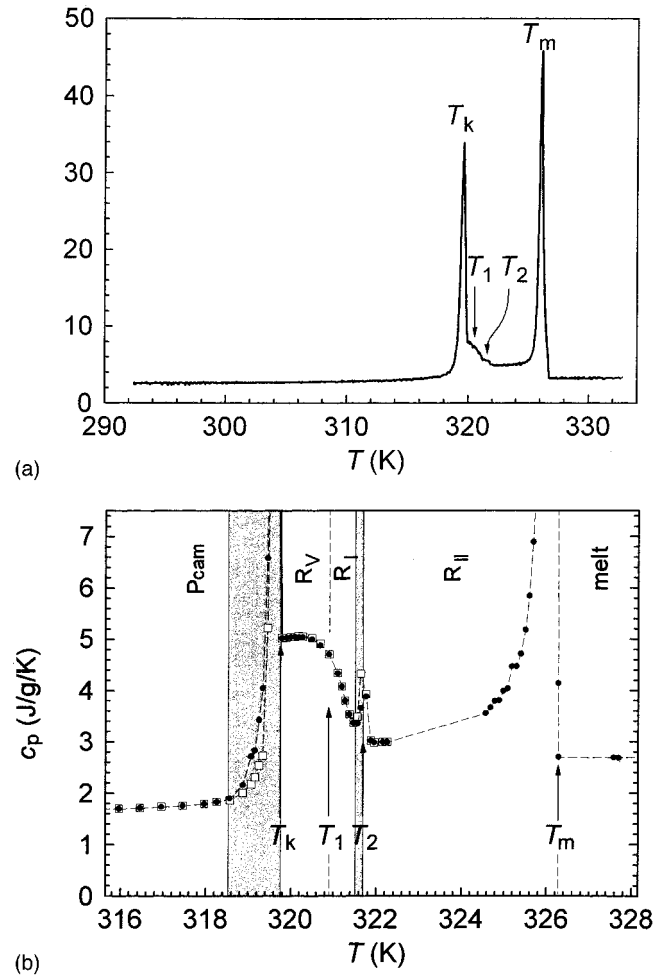 50
40
30
20
10
0
T_k
T_m
T_1
T_2
290 300 310 320 330
T (K)
(a)
7
6
5
4
3
2
1
0
c_p (J/g/K)
Pcam
R_V
R_I
R_III
melt
T_k
T_1
T_2
T_m
316 318 320 322 324 326 328
T (K)
(b)